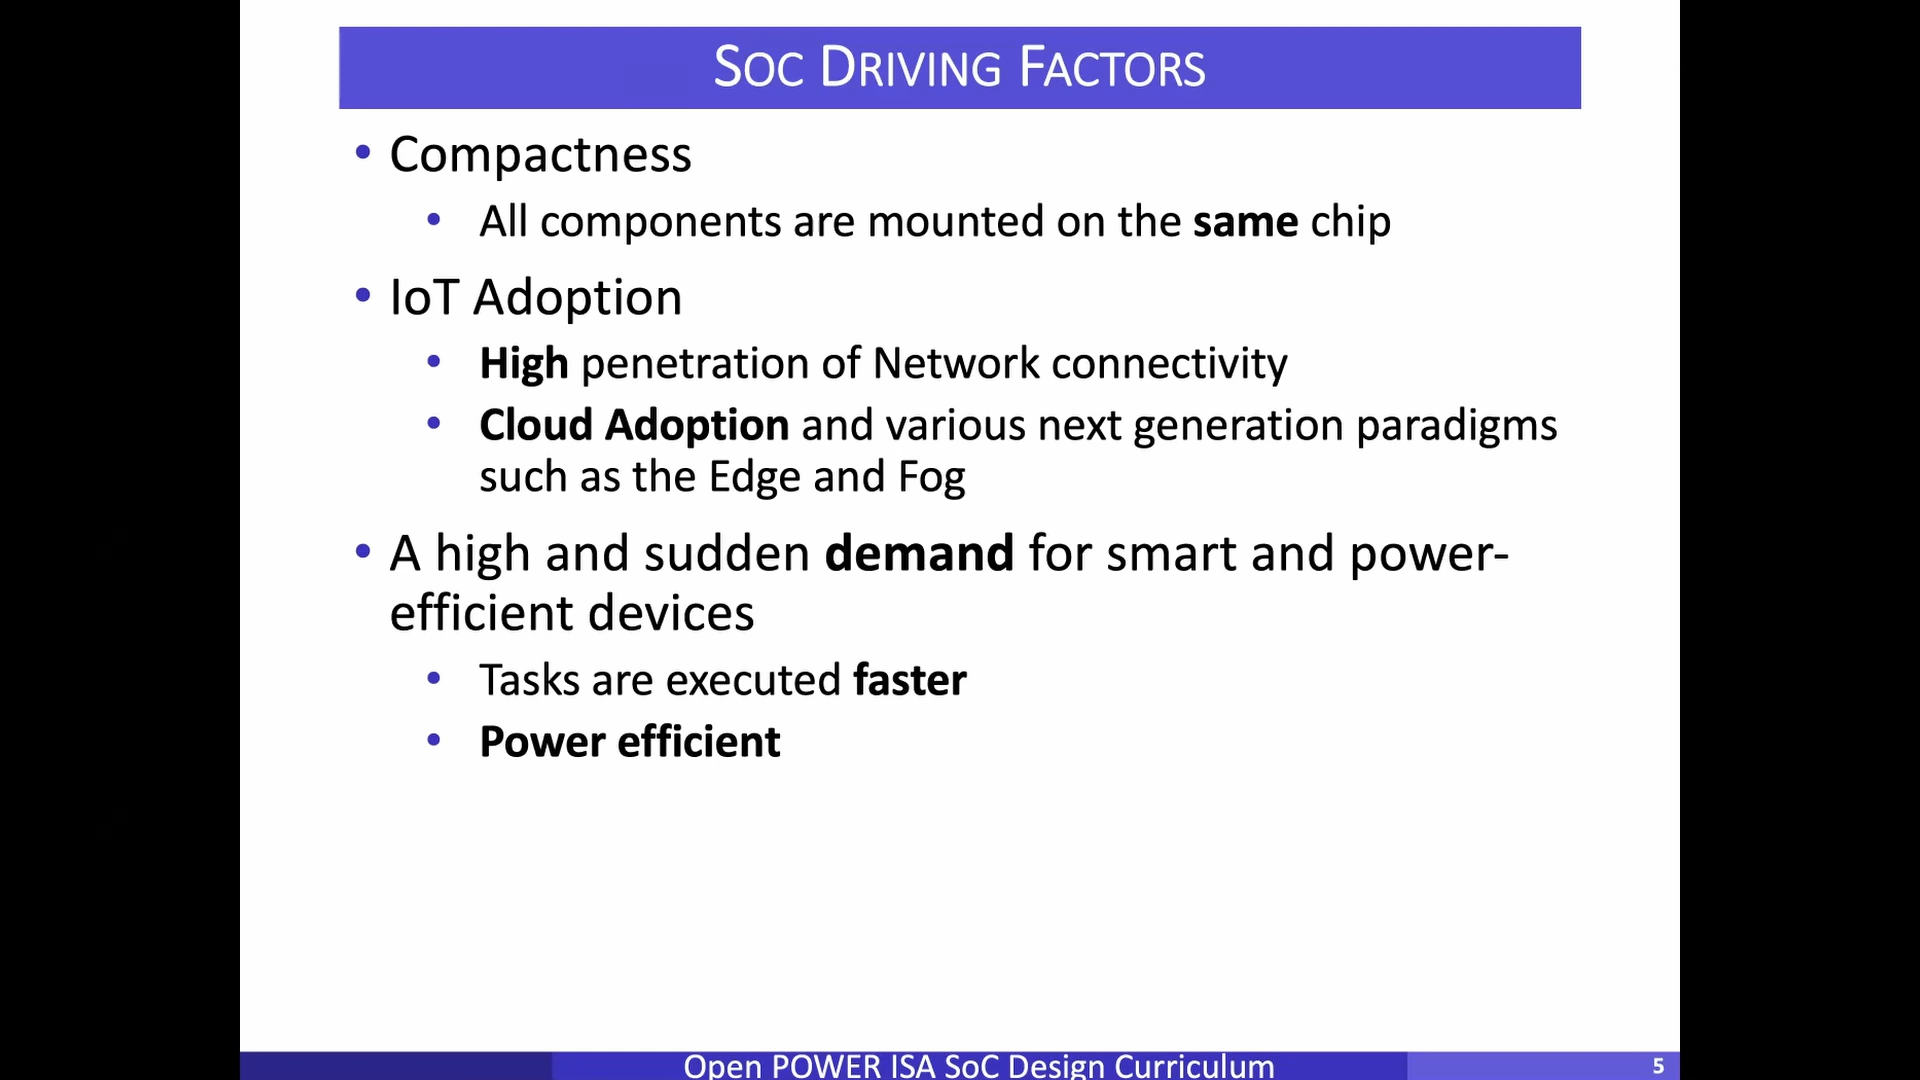 SOC DRIVING FACTORS
• Compactness
• All components are mounted on the same chip
• IoT Adoption
• High penetration of Network connectivity
• Cloud Adoption and various next generation paradigms
such as the Edge and Fog
• A high and sudden demand for smart and power-
efficient devices
• Tasks are executed faster
• Power efficient
Open POWER ISA SoC Design Curriculum
5